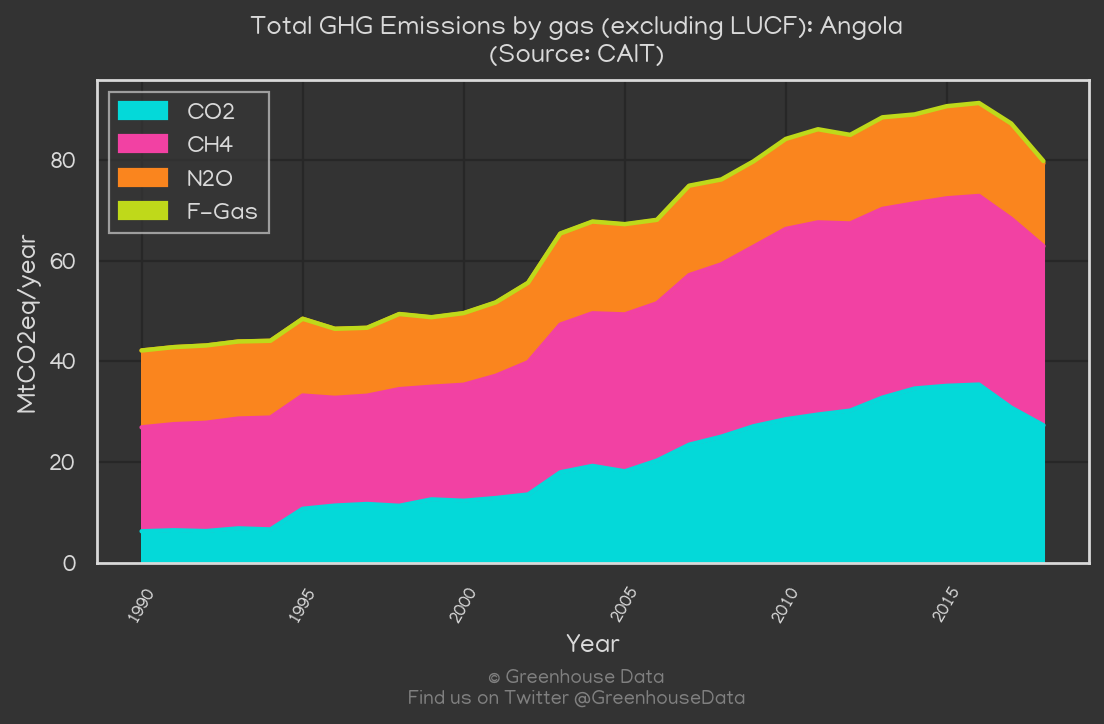 Total GHG Emissions by gas (excluding LUCF): Angola
(Source: CAIT)
CO2
CH4
N2O
F-Gas
MtCO2eq/year
80
60
40
20
0
1990
1995
2000
2005
2010
2015
Year
© Greenhouse Data
Find us on Twitter @GreenhouseData